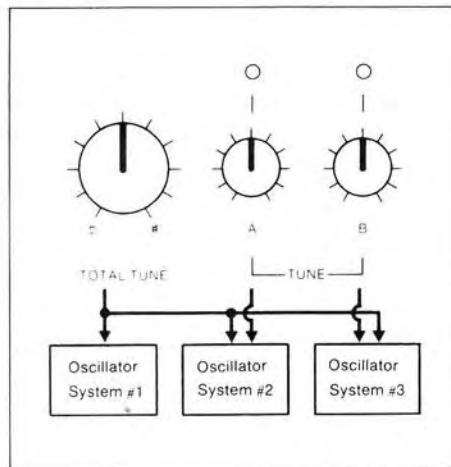 ♭ #
A B
TOTAL TUNE TUNE
Oscillator Oscillator Oscillator
System #1 System #2 System #3